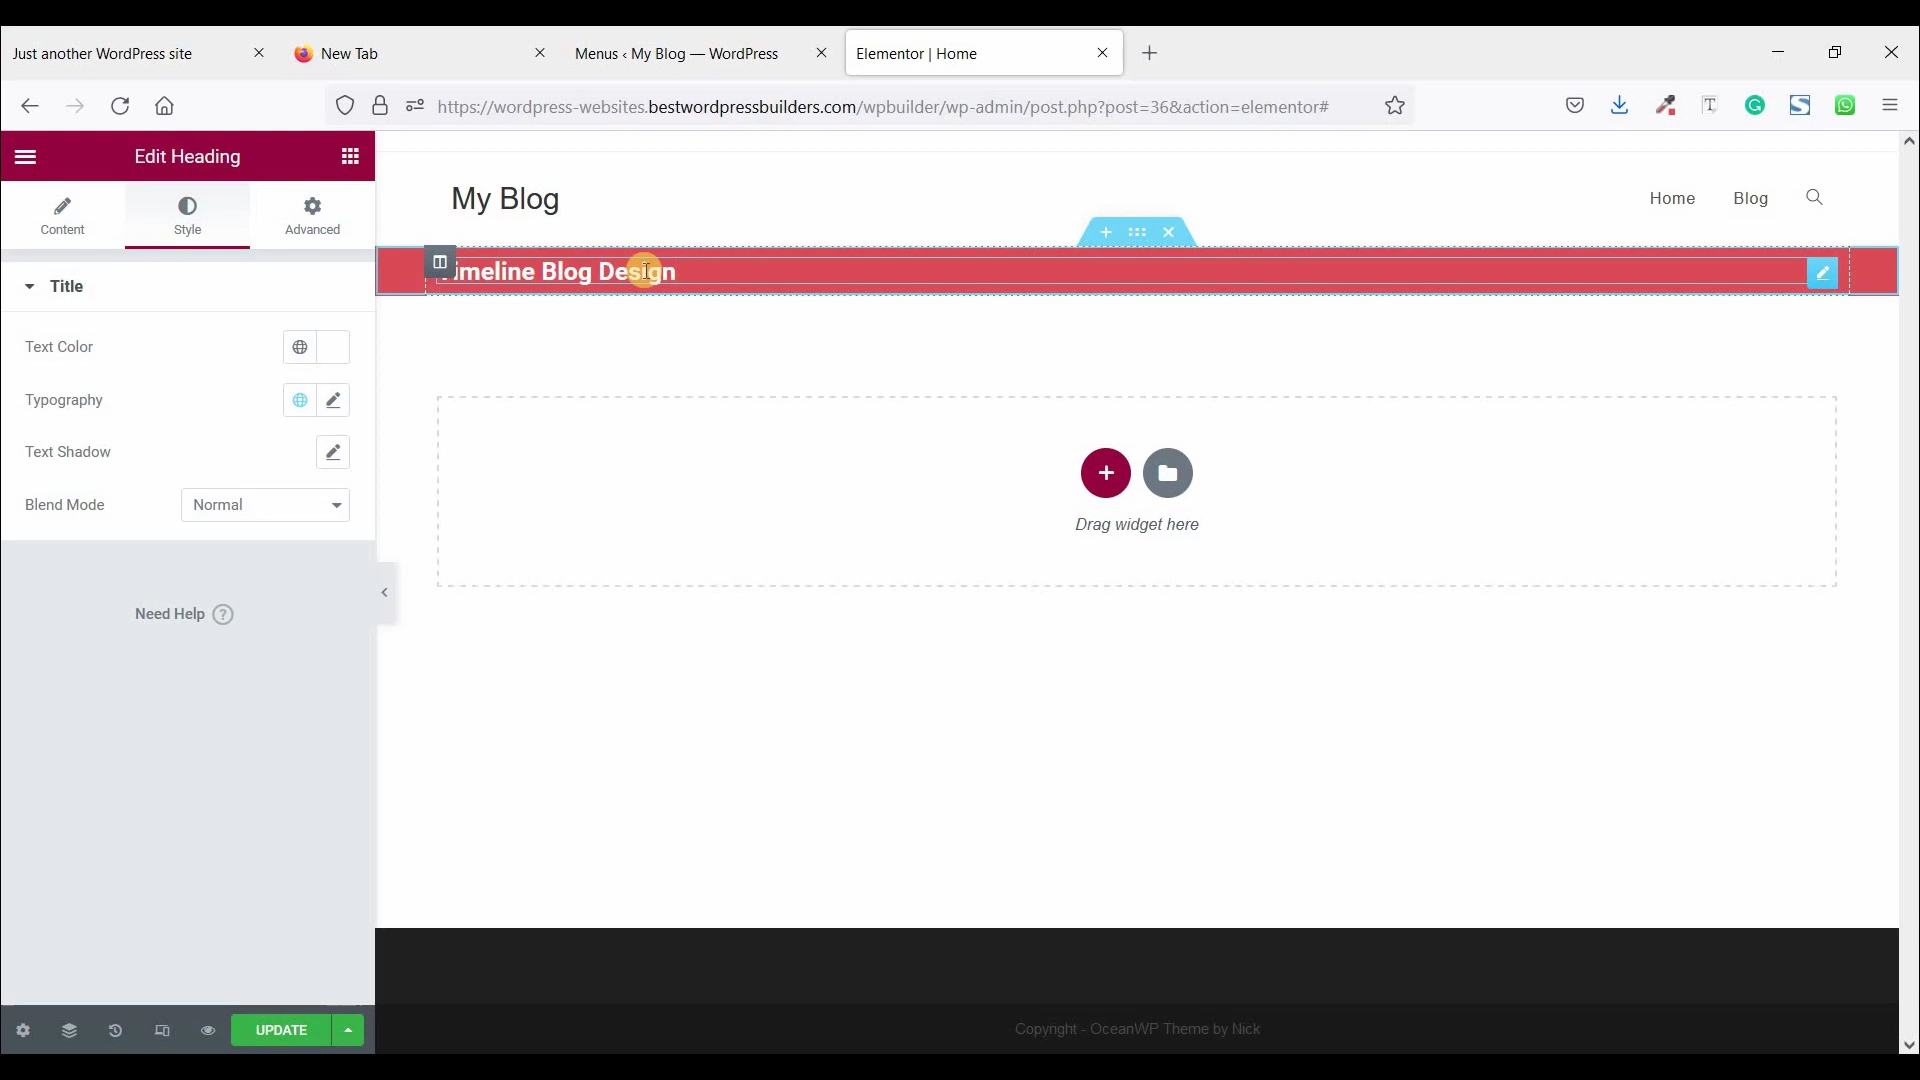 Just another WordPress site
New Tab
Menus ‹ My Blog — WordPress
Elementor | Home
https://wordpress-websites.bestwordpressbuilders.com/wpbuilder/wp-admin/post.php?post=36&action=elementor#
Edit Heading
Content
Style
Advanced
Title
Text Color
Typography
Text Shadow
Blend Mode
Normal
Need Help ?
UPDATE
My Blog
Home
Blog
Timeline Blog Design
Drag widget here
Copyright - OceanWP Theme by Nick